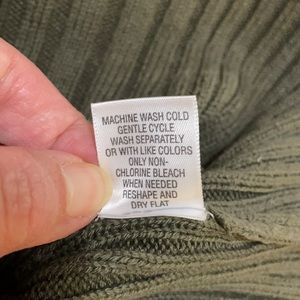 MACHINE WASH COLD
GENTLE CYCLE
WASH SEPARATELY
OR WITH LIKE COLORS
ONLY NON-
CHLORINE BLEACH
WHEN NEEDED
RESHAPE AND
DRY FLAT